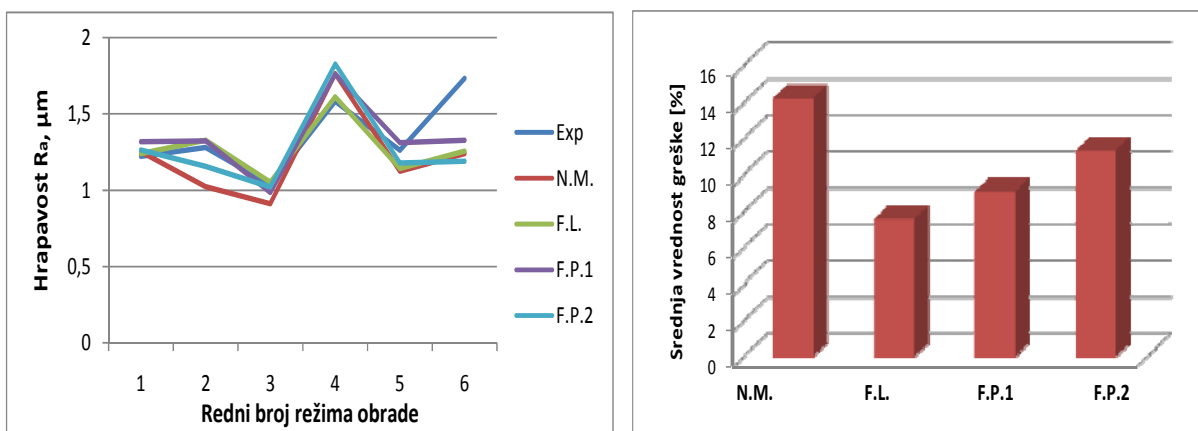 2
1,5
1
0,5
0
Hrapavost Ra, µm
1 2 3 4 5 6
Redni broj režima obrade
Exp
N.M.
F.L.
F.P.1
F.P.2
16
14
12
10
8
6
4
2
0
Srednja vrednost greške [%]
N.M. F.L. F.P.1 F.P.2